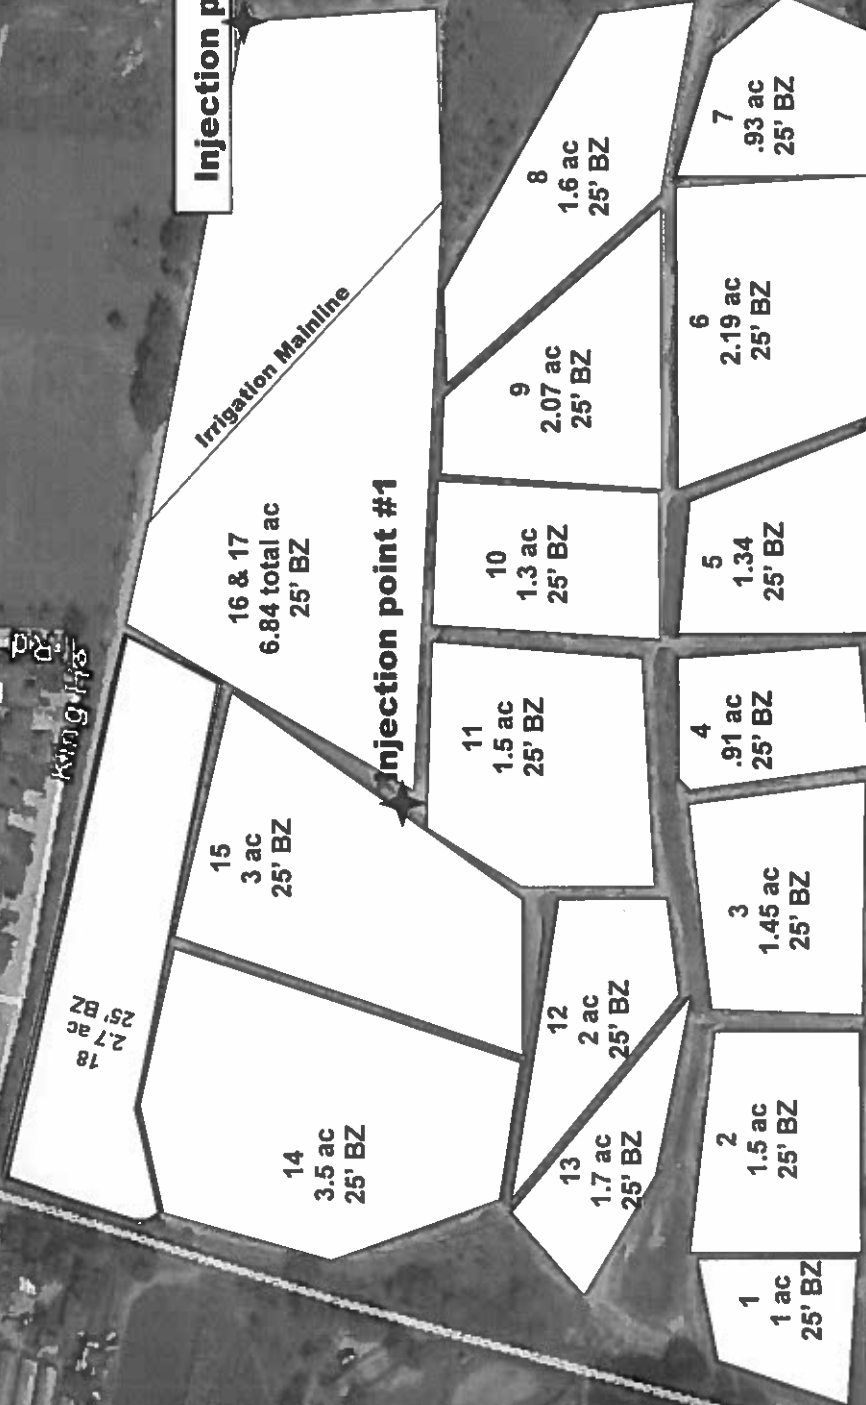 Injection p
Irrigation Mainline
Injection point #1
16 & 17
6.84 total ac
25' BZ
8
1.6 ac
25' BZ
7
.93 ac
25' BZ
9
2.07 ac
25' BZ
6
2.19 ac
25' BZ
10
1.3 ac
25' BZ
5
1.34
25' BZ
11
1.5 ac
25' BZ
4
.91 ac
25' BZ
15
3 ac
25' BZ
3
1.45 ac
25' BZ
18
2.7 ac
25' BZ
12
2 ac
25' BZ
14
3.5 ac
25' BZ
13
1.7 ac
25' BZ
2
1.5 ac
25' BZ
1
1 ac
25' BZ
Rd